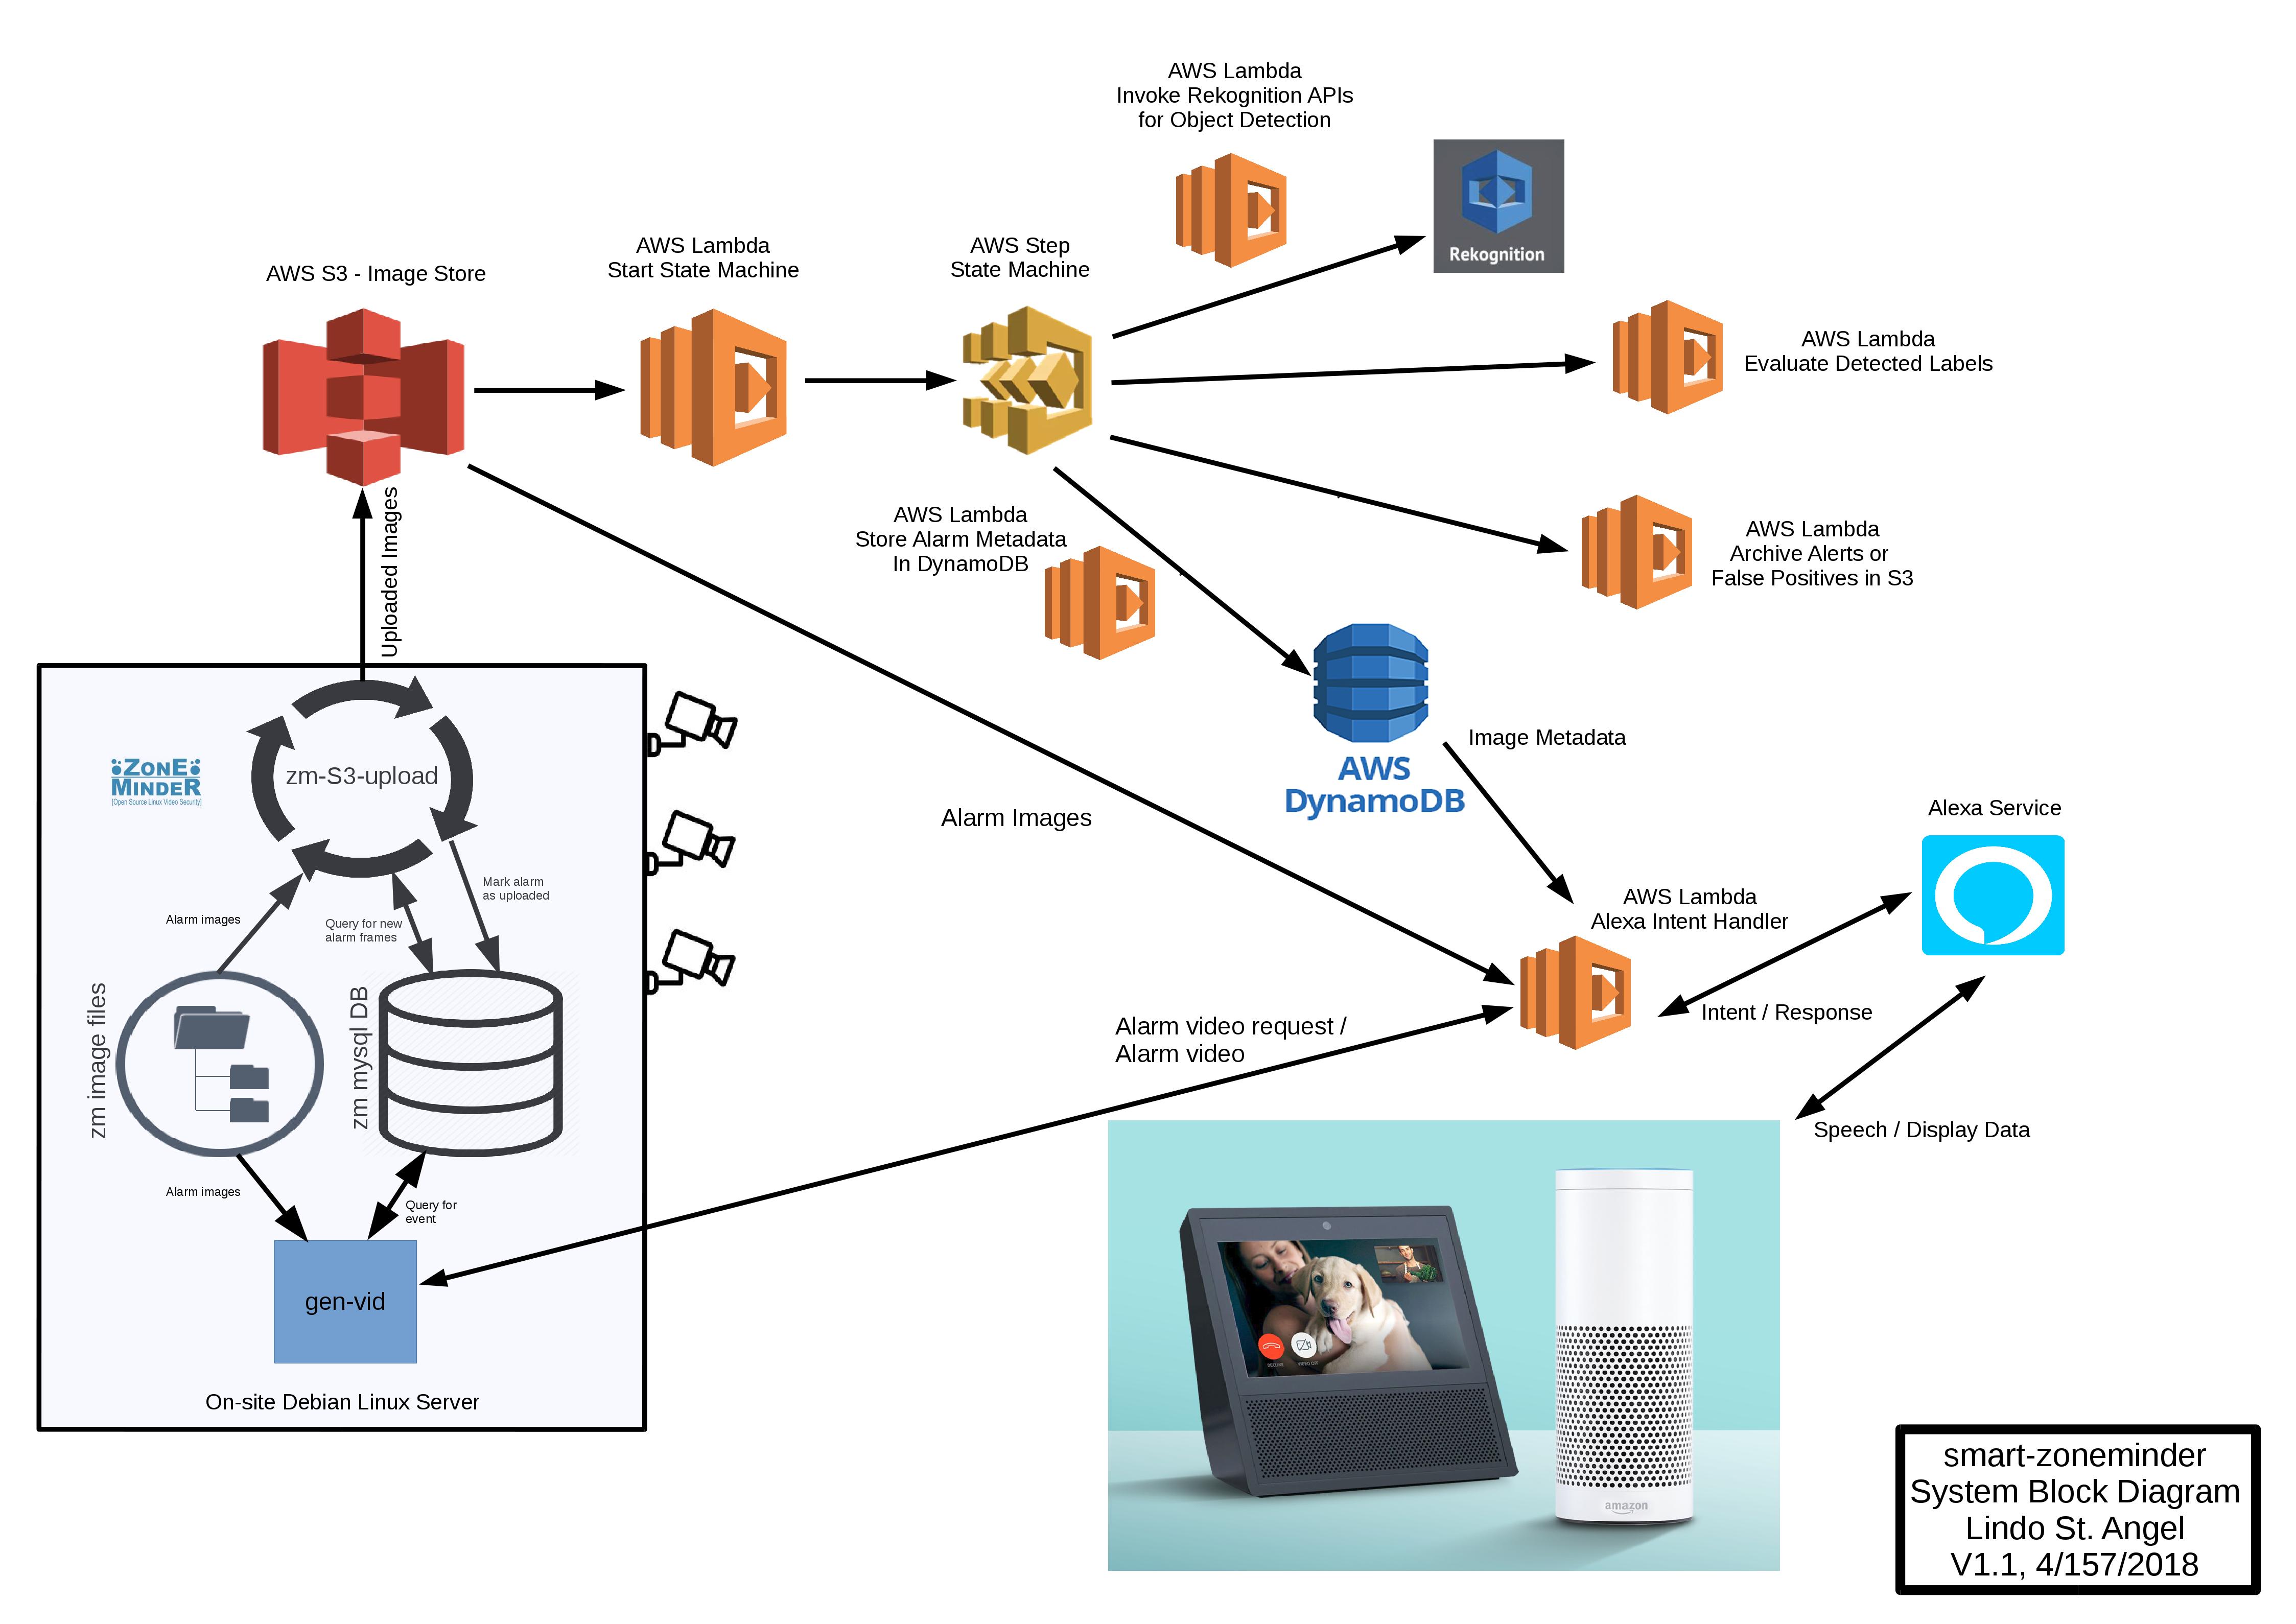 AWS Lambda
Invoke Rekognition APIs
for Object Detection
Rekognition
AWS S3 - Image Store
AWS Lambda
Start State Machine
AWS Step
State Machine
AWS Lambda
Evaluate Detected Labels
AWS Lambda
Store Alarm Metadata
In DynamoDB
AWS Lambda
Archive Alerts or
False Positives in S3
Uploaded Images
ZONE
MINDER
[Open Source Linux Video Security]
zm-S3-upload
Mark alarm
as uploaded
Alarm images
Query for new
alarm frames
zm image files
zm mysql DB
Alarm images
Query for
event
gen-vid
On-site Debian Linux Server
Alarm Images
AWS
DynamoDB
Image Metadata
Alexa Service
AWS Lambda
Alexa Intent Handler
Intent / Response
Alarm video request /
Alarm video
Speech / Display Data
DECLINE
VIDEO OFF
amazon
smart-zoneminder
System Block Diagram
Lindo St. Angel
V1.1, 4/157/2018